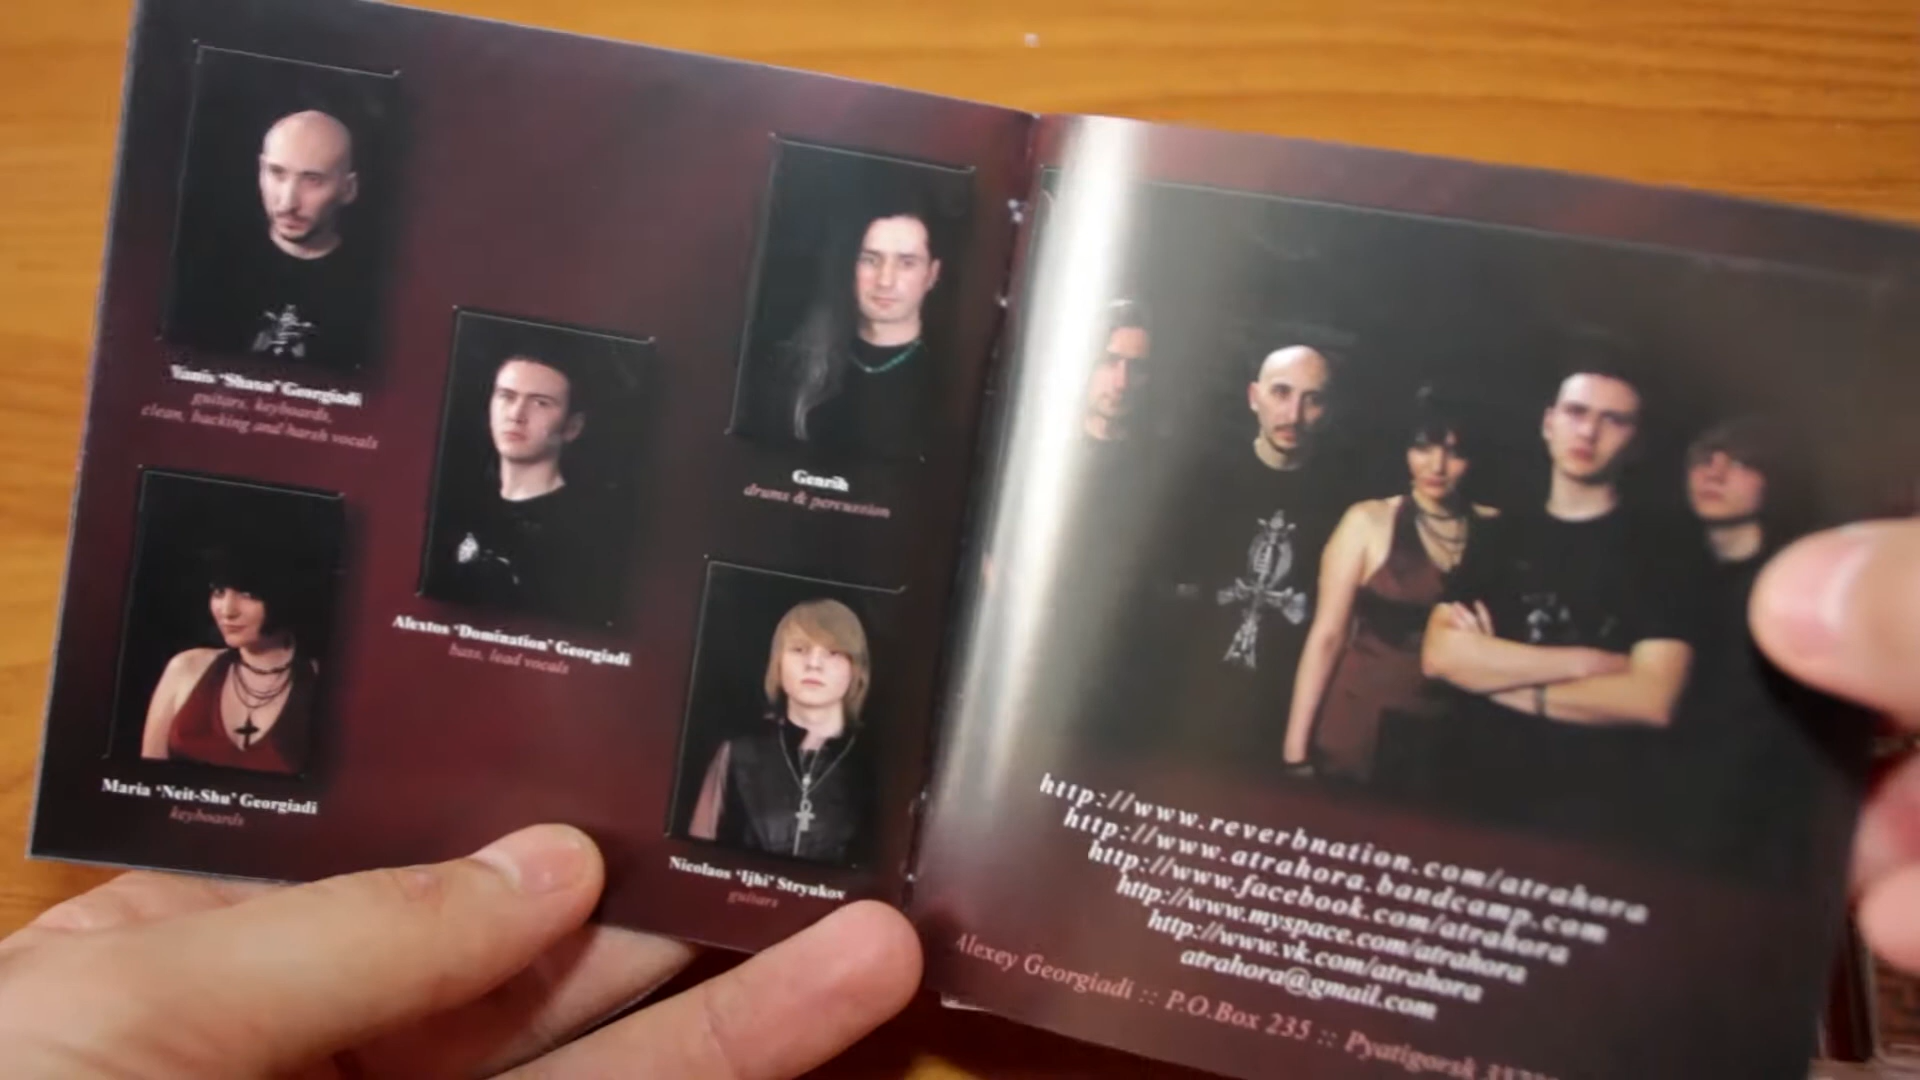 Yanis 'Shaxu' Georgiadi
guitars, keyboards,
clean, backing and harsh vocals
Alextos 'Domination' Georgiadi
bass, lead vocals
Genrih
drums & percussion
Maria 'Neit-Shu' Georgiadi
keyboards
Nicolaos 'Ijhi' Stryukov
guitars
http://www.reverbnation.com/atrahora
http://www.atrahora.bandcamp.com
http://www.facebook.com/atrahora
http://www.myspace.com/atrahora
http://www.vk.com/atrahora
atrahora@gmail.com
Alexey Georgiadi :: P.O.Box 235 :: Pyatigorsk